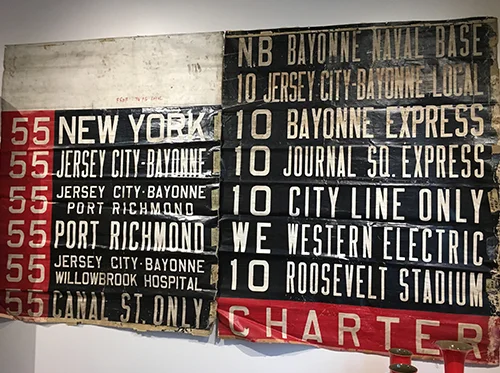 55 NEW YORK
55 JERSEY CITY-BAYONNE
55 JERSEY CITY-BAYONNE
PORT RICHMOND
55 PORT RICHMOND
55 JERSEY CITY-BAYONNE
WILLOWBROOK HOSPITAL
55 CANAL ST. ONLY
N.B BAYONNE NAVAL BASE
10 JERSEY CITY-BAYONNE LOCAL
10 BAYONNE EXPRESS
10 JOURNAL SQ. EXPRESS
10 CITY LINE ONLY
WE WESTERN ELECTRIC
10 ROOSEVELT STADIUM
CHARTER